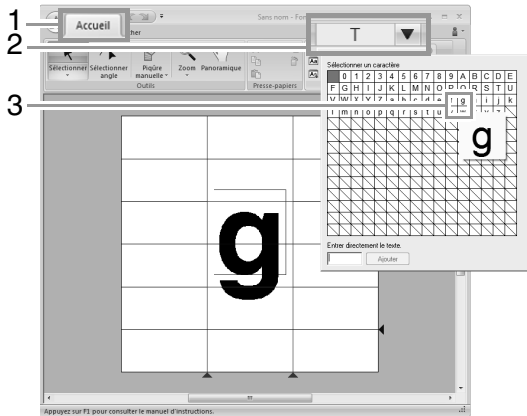 1
2
3
Accueil
Sans nom - Fon
cher
T ▼
Sélectionner
Sélectionner angle
Piqûre manuelle
Zoom
Panoramique
Outils
Presse-papiers
Sélectionner un caractère
0 1 2 3 4 5 6 7 8 9 A B C D E
F G H I J K L M N O P Q R S T U
V W X Y Z a b c d e f g h i j k
l m n o p q r s t u v w x y z
g
g
Entrer directement le texte.
Ajouter
Appuyez sur F1 pour consulter le manuel d'instructions.